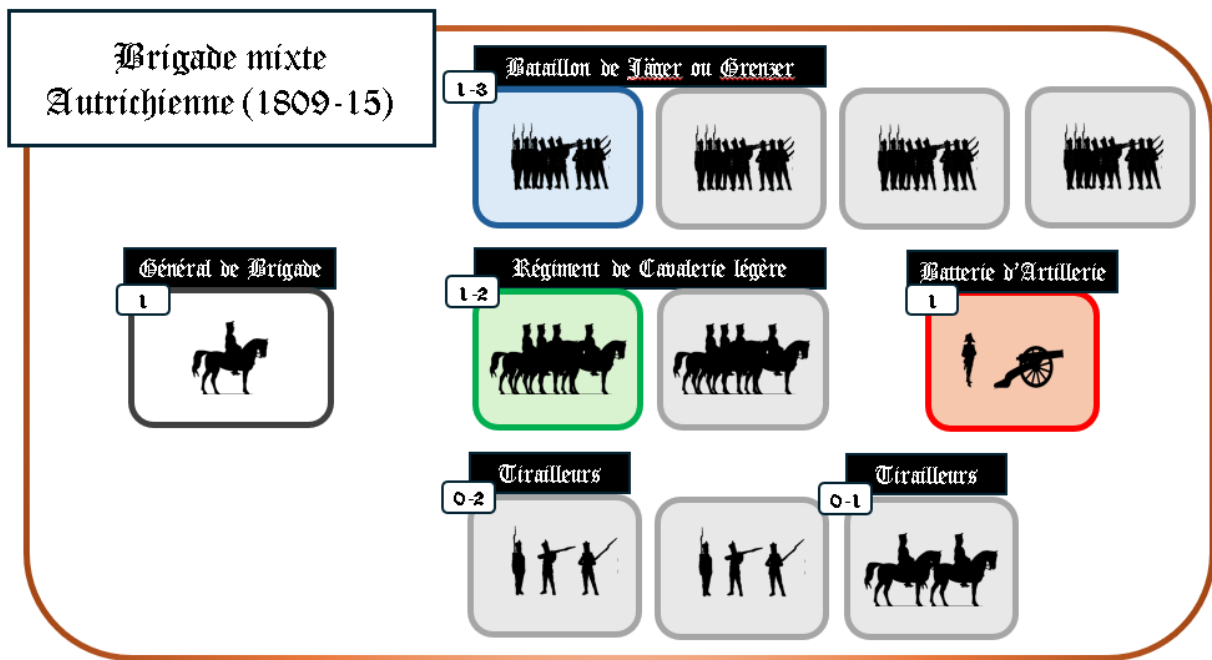 Brigade mixte
Autrichienne (1809-15)
Bataillon de Jäger ou Grenzer
1-3
Général de Brigade
1
Régiment de Cavalerie légère
1-2
Batterie d'Artillerie
1
Tirailleurs
0-2
Tirailleurs
0-1